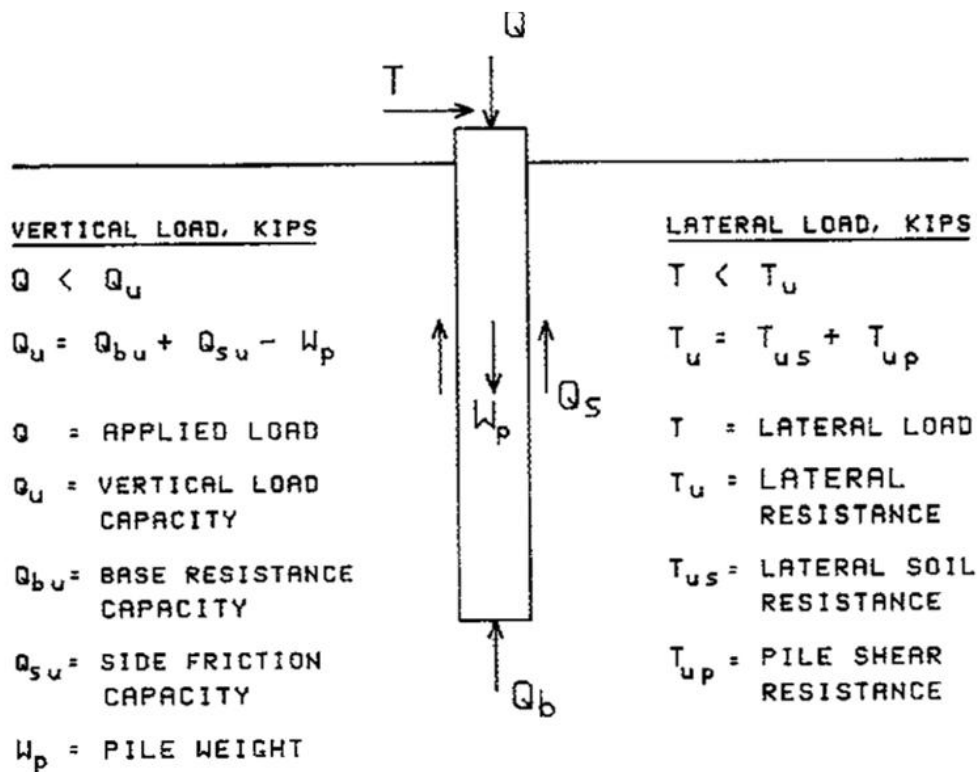 Q
T
VERTICAL LOAD, KIPS
Q < Qu
Qu = Qbu + Qsu - Wp
Q = APPLIED LOAD
Qu = VERTICAL LOAD
CAPACITY
Qbu = BASE RESISTANCE
CAPACITY
Qsu = SIDE FRICTION
CAPACITY
Wp = PILE WEIGHT
Wp
Qs
Qb
LATERAL LOAD, KIPS
T < Tu
Tu = Tus + Tup
T = LATERAL LOAD
Tu = LATERAL
RESISTANCE
Tus = LATERAL SOIL
RESISTANCE
Tup = PILE SHEAR
RESISTANCE